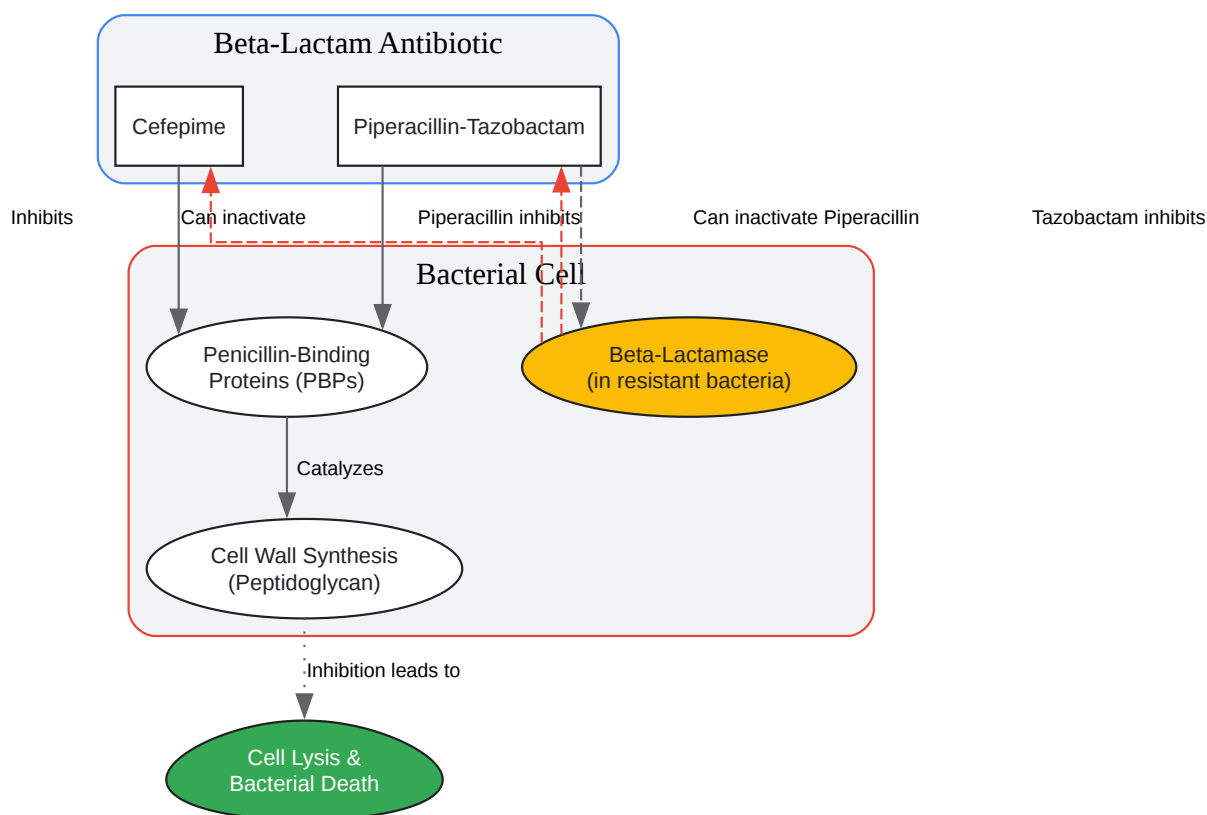 Beta-Lactam Antibiotic
Cefepime
Piperacillin-Tazobactam
Inhibits
Can inactivate
Piperacillin inhibits
Can inactivate Piperacillin
Tazobactam inhibits
Bacterial Cell
Penicillin-Binding
Proteins (PBPs)
Beta-Lactamase
(in resistant bacteria)
Catalyzes
Cell Wall Synthesis
(Peptidoglycan)
Inhibition leads to
Cell Lysis &
Bacterial Death